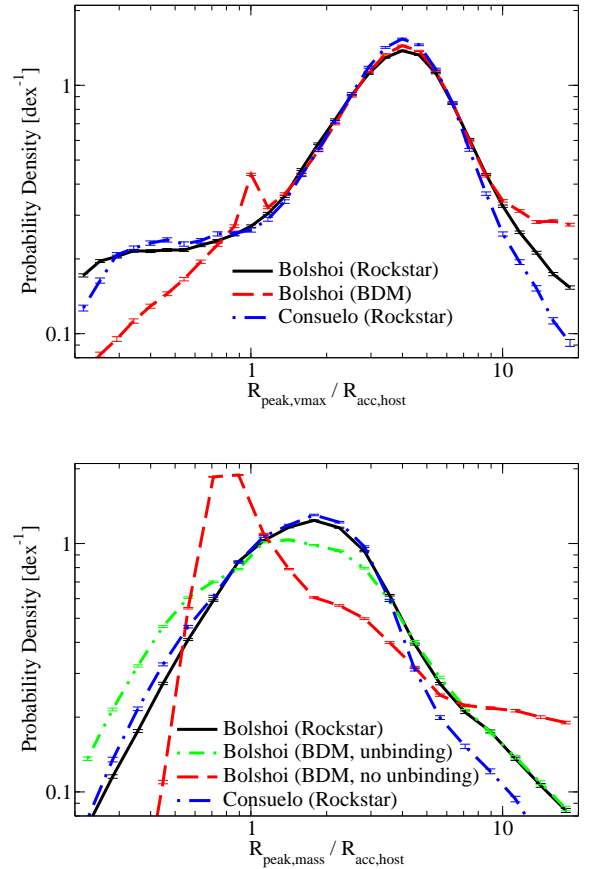 1
0.1
Probability Density [dex⁻¹]
Bolshoi (Rockstar)
Bolshoi (BDM)
Consuelo (Rockstar)
1 10
R_peak,vmax / R_acc,host
1
0.1
Probability Density [dex⁻¹]
Bolshoi (Rockstar)
Bolshoi (BDM, unbinding)
Bolshoi (BDM, no unbinding)
Consuelo (Rockstar)
1 10
R_peak,mass / R_acc,host